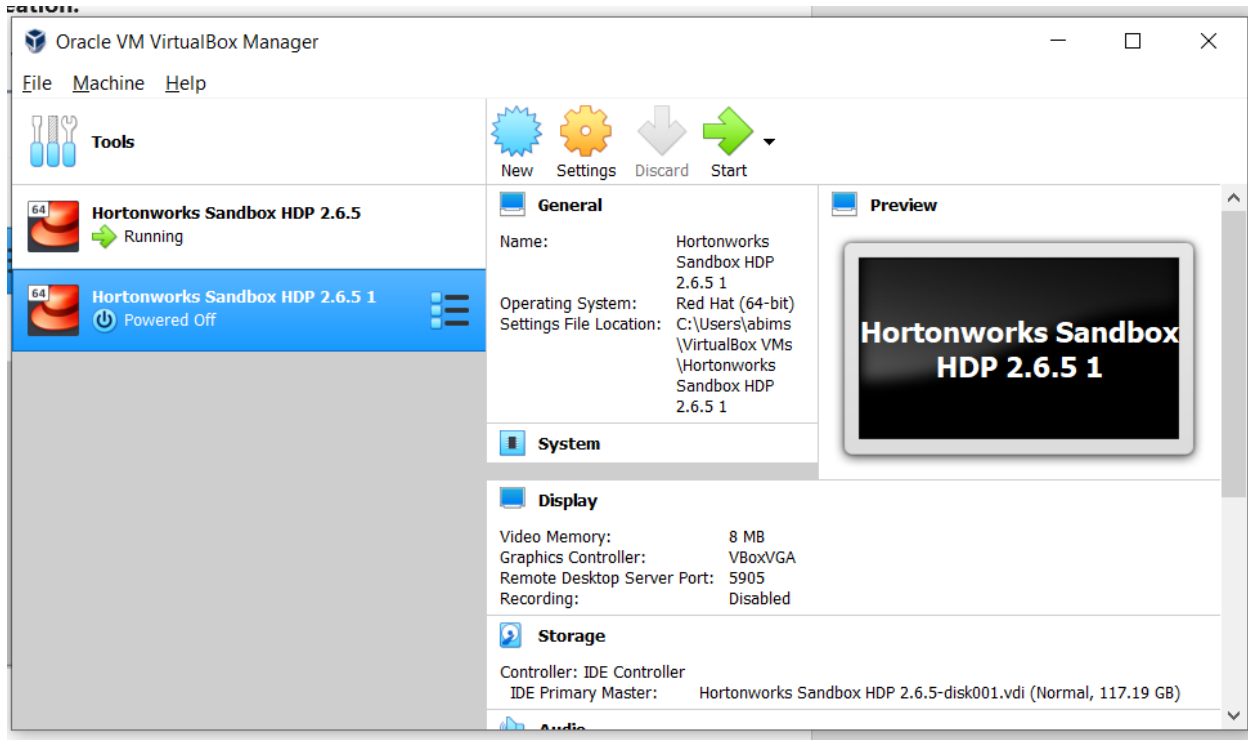 eation.
Oracle VM VirtualBox Manager
File Machine Help
Tools
New Settings Discard Start
64
Hortonworks Sandbox HDP 2.6.5
Running
64
Hortonworks Sandbox HDP 2.6.5 1
Powered Off
General
Name: Hortonworks
Sandbox HDP
2.6.5 1
Operating System: Red Hat (64-bit)
Settings File Location: C:\Users\abims
\VirtualBox VMs
\Hortonworks
Sandbox HDP
2.6.5 1
Preview
Hortonworks Sandbox
HDP 2.6.5 1
System
Display
Video Memory: 8 MB
Graphics Controller: VBoxVGA
Remote Desktop Server Port: 5905
Recording: Disabled
Storage
Controller: IDE Controller
IDE Primary Master: Hortonworks Sandbox HDP 2.6.5-disk001.vdi (Normal, 117.19 GB)
Audio